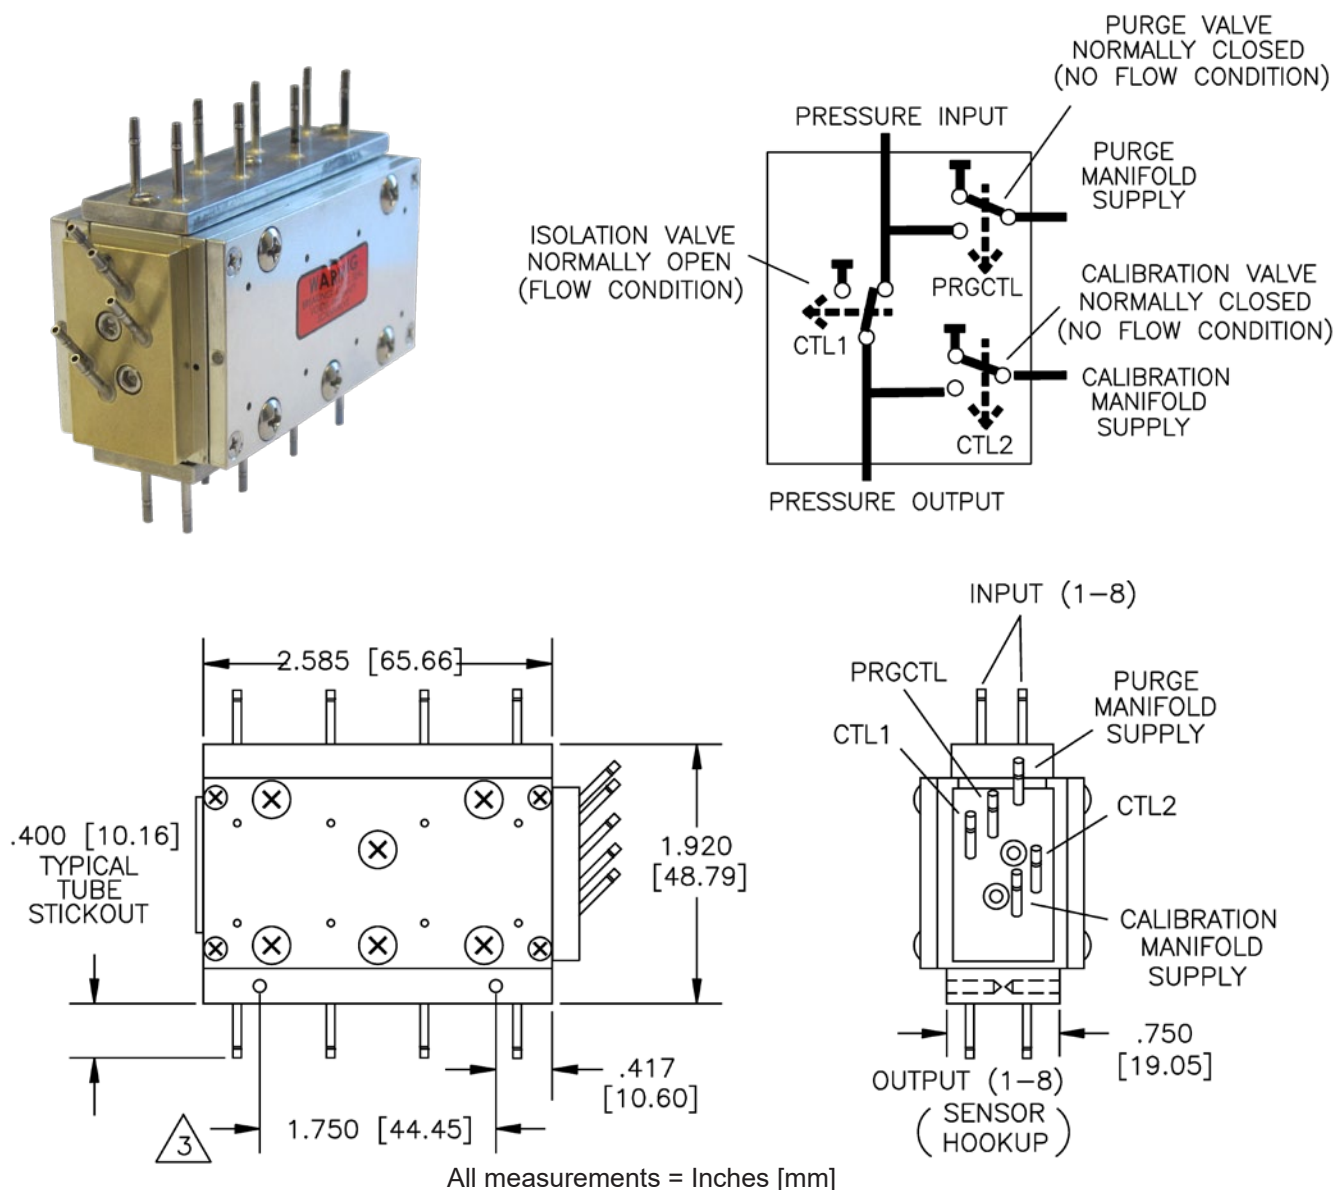 PURGE VALVE
NORMALLY CLOSED
(NO FLOW CONDITION)
PRESSURE INPUT
PURGE
MANIFOLD
SUPPLY
ISOLATION VALVE
NORMALLY OPEN
(FLOW CONDITION)
PRGCTL
CALIBRATION VALVE
NORMALLY CLOSED
(NO FLOW CONDITION)
CTL1
CALIBRATION
MANIFOLD
SUPPLY
CTL2
PRESSURE OUTPUT
WARNING
2.585 [65.66]
.400 [10.16]
TYPICAL
TUBE
STICKOUT
1.920
[48.79]
.417
[10.60]
3
1.750 [44.45]
INPUT (1-8)
PRGCTL
PURGE
MANIFOLD
SUPPLY
CTL1
CTL2
CALIBRATION
MANIFOLD
SUPPLY
.750
[19.05]
OUTPUT (1-8)
(SENSOR
HOOKUP)
All measurements = Inches [mm]